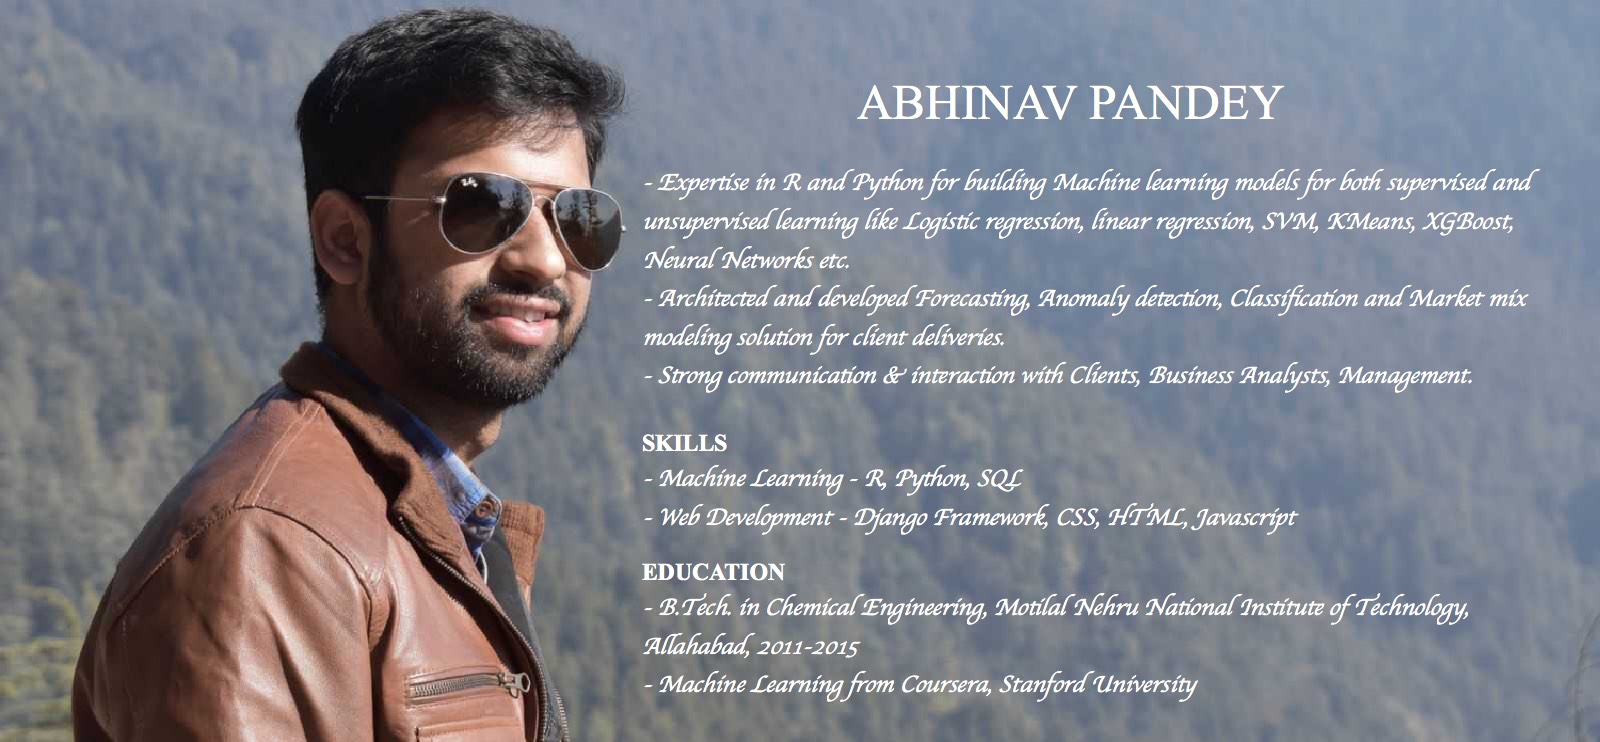 ABHINAV PANDEY
- Expertise in R and Python for building Machine learning models for both supervised and
unsupervised learning like Logistic regression, linear regression, SVM, KMeans, XGBoost,
Neural Networks etc.
- Architected and developed Forecasting, Anomaly detection, Classification and Market mix
modeling solution for client deliveries.
- Strong communication & interaction with Clients, Business Analysts, Management.
SKILLS
- Machine Learning - R, Python, SQL
- Web Development - Django Framework, CSS, HTML, Javascript
EDUCATION
- B.Tech. in Chemical Engineering, Motilal Nehru National Institute of Technology,
Allahabad, 2011-2015
- Machine Learning from Coursera, Stanford University